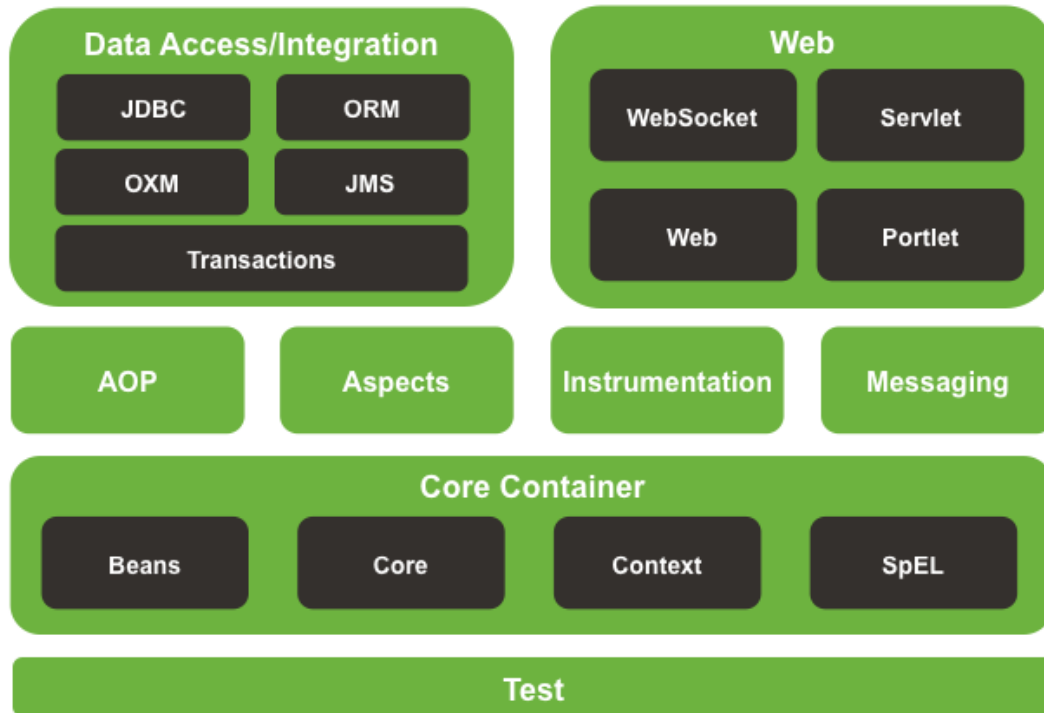 Data Access/Integration
JDBC
ORM
OXM
JMS
Transactions
Web
WebSocket
Servlet
Web
Portlet
AOP
Aspects
Instrumentation
Messaging
Core Container
Beans
Core
Context
SpEL
Test